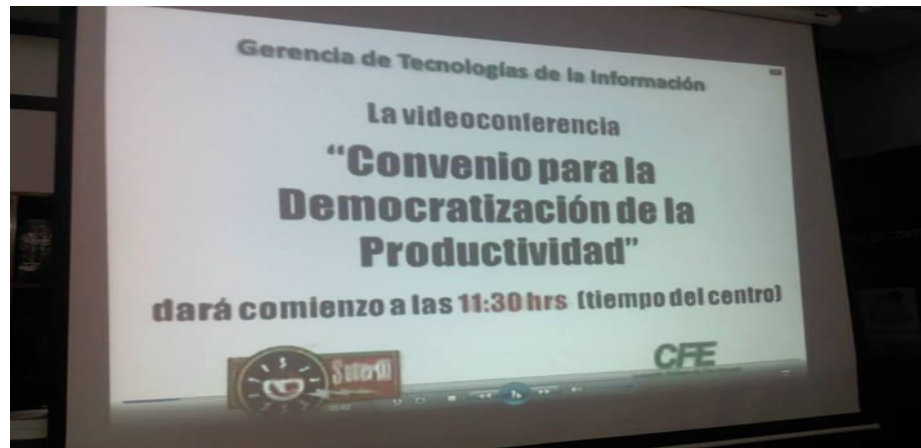 Gerencia de Tecnologías de la Información
La videoconferencia
“Convenio para la
Democratización de la
Productividad”
dará comienzo a las 11:30 hrs (tiempo del centro)
CFE